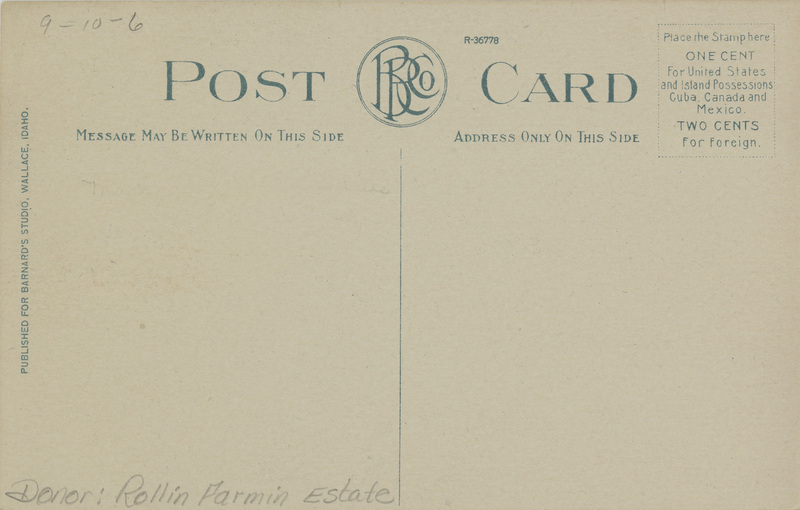 9-10-6
POST CARD
BRCo
R-36778
MESSAGE MAY BE WRITTEN ON THIS SIDE
ADDRESS ONLY ON THIS SIDE
Place the Stamp here
ONE CENT
For United States
and Island Possessions
Cuba, Canada and
Mexico.
TWO CENTS
For Foreign.
PUBLISHED FOR BARNARD'S STUDIO, WALLACE, IDAHO.
Donor: Rollin Farmin Estate